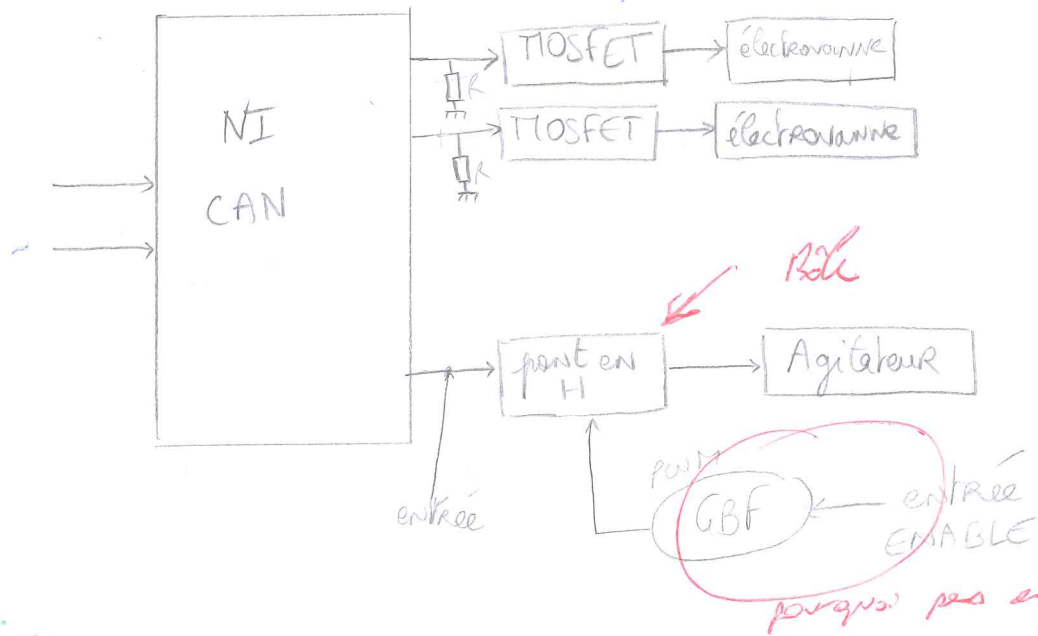 MOSFET
électrovanne
R
NI
CAN
MOSFET
électrovanne
R
pont en
H
Agitateur
entrée
PWM
GBF
entrée
ENABLE
pourquoi pas